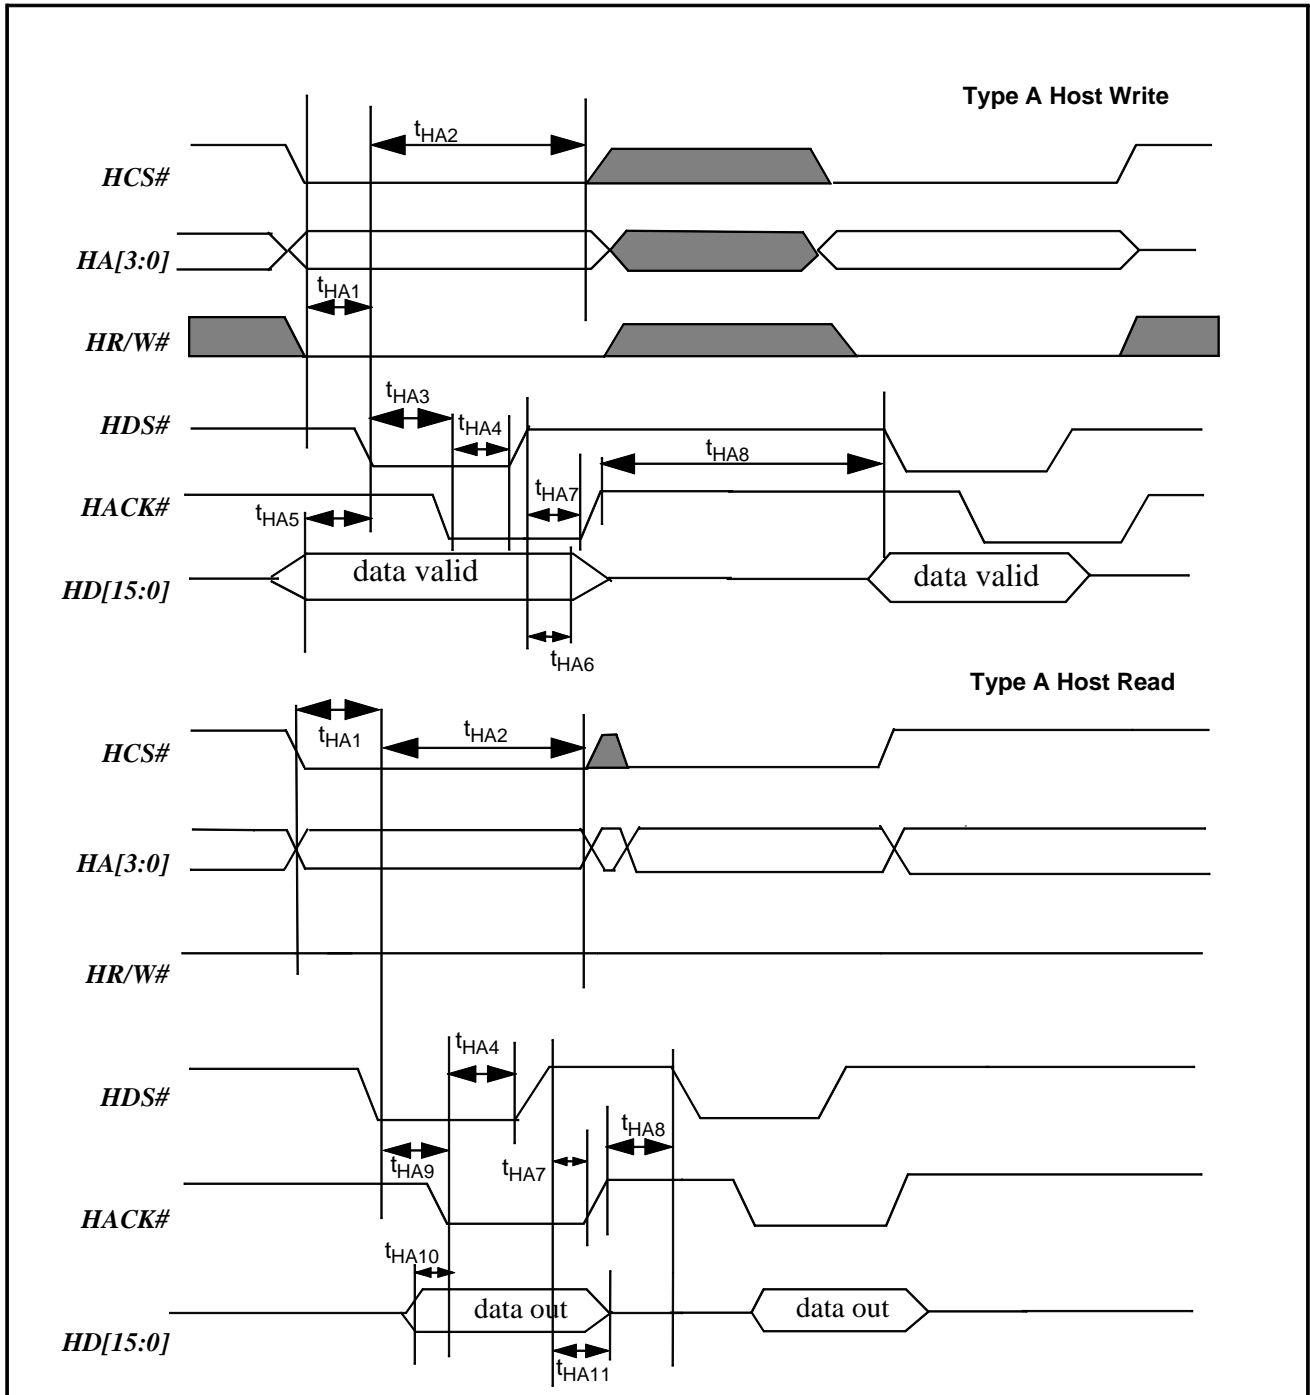 Type A Host Write
tHA2
HCS#
HA[3:0]
tHA1
HR/W#
tHA3
HDS#
tHA4
tHA8
tHA7
HACK#
tHA5
data valid
data valid
HD[15:0]
tHA6
Type A Host Read
tHA1
tHA2
HCS#
HA[3:0]
HR/W#
tHA4
HDS#
tHA8
tHA9
tHA7
HACK#
tHA10
data out
data out
HD[15:0]
tHA11